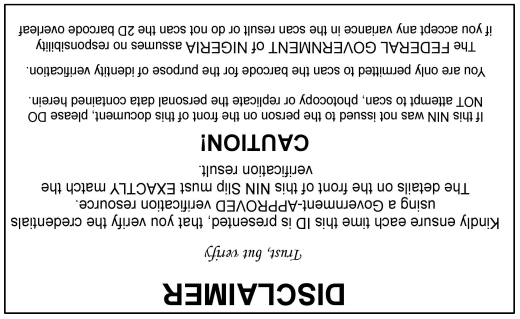 DISCLAIMER
Trust, but verify
Kindly ensure each time this ID is presented, that you verify the credentials
using a Government-APPROVED verification resource.
The details on the front of this NIN Slip must EXACTLY match the
verification result.
CAUTION!
If this NIN was not issued to the person on the front of this document, please DO
NOT attempt to scan, photocopy or replicate the personal data contained herein.
You are only permitted to scan the barcode for the purpose of identity verification.
The FEDERAL GOVERNMENT of NIGERIA assumes no responsibility
if you accept any variance in the scan result or do not scan the 2D barcode overleaf